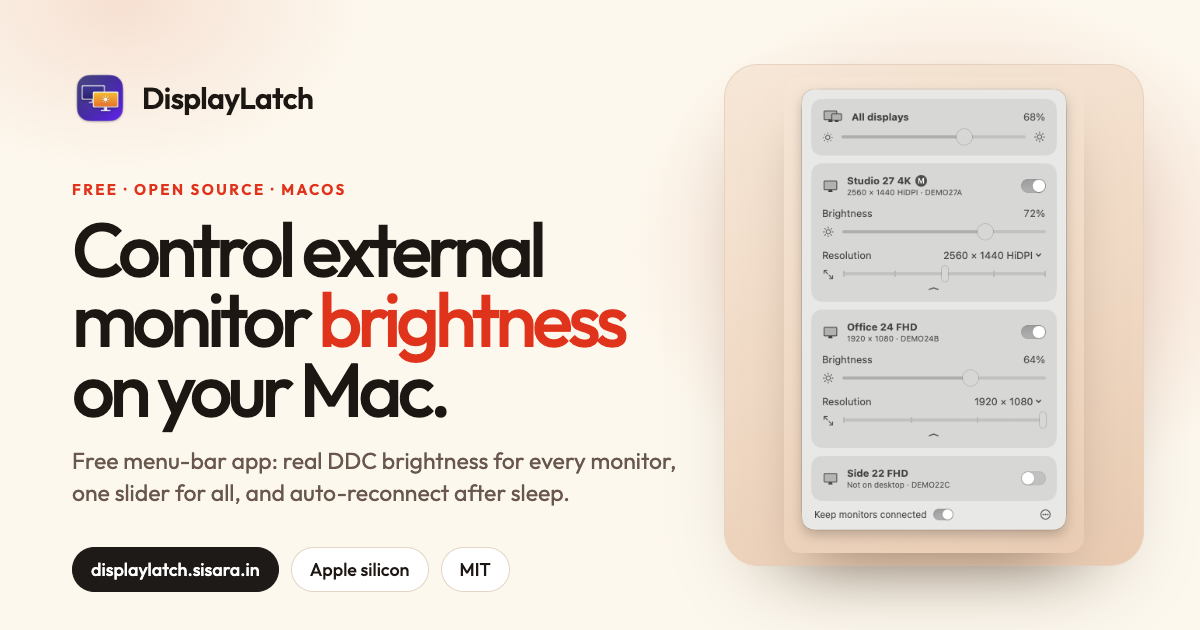 DisplayLatch
FREE · OPEN SOURCE · MACOS
Control external
monitor brightness
on your Mac.
Free menu-bar app: real DDC brightness for every monitor,
one slider for all, and auto-reconnect after sleep.
displaylatch.sisara.in
Apple silicon
MIT
All displays
68%
Studio 27 4K M
2560 × 1440 HiDPI · DEMO27A
Brightness
72%
Resolution
2560 × 1440 HiDPI
Office 24 FHD
1920 × 1080 · DEMO24B
Brightness
64%
Resolution
1920 × 1080
Side 22 FHD
Not on desktop · DEMO22C
Keep monitors connected